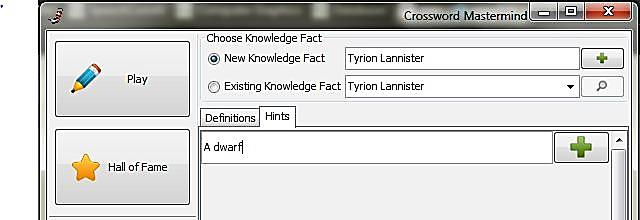 Crossword Mastermind
Choose Knowledge Fact
Play
New Knowledge Fact
Tyrion Lannister
Existing Knowledge Fact
Tyrion Lannister
Definitions
Hints
Hall of Fame
A dwarf